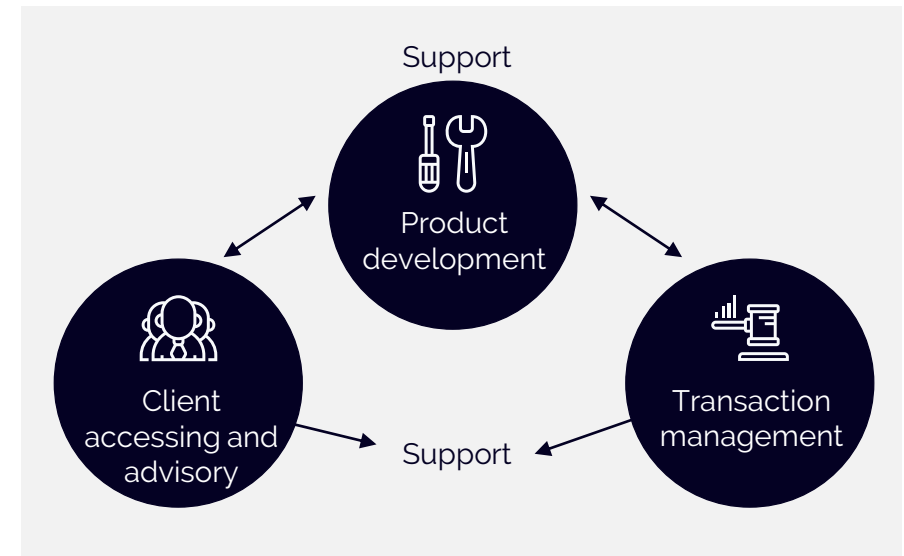 Support
Product
development
Client
accessing and
advisory
Support
Transaction
management